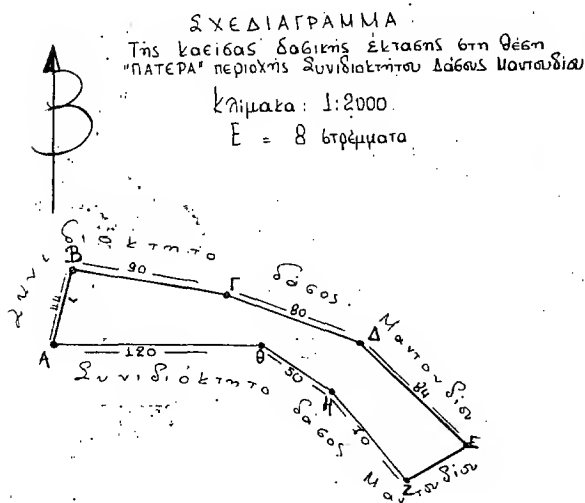 ΣΧΕΔΙΑΓΡΑΜΜΑ
Της καείσας δασικής έκτασης στη θέση
"ΠΑΤΕΡΑ" περιοχής Συνιδιοκτήτου Δάσους Μαντουδίου
Κλίμακα: 1:2000
Ε = 8 στρέμματα
Β
Συνιδιόκτητο δάσος Μαντουδίου
Β
90
Γ
80
Δ
44
84
Α
120
Θ
50
Η
70
Ε
Ζ
Συνιδιόκτητο δάσος Μαντουδίου